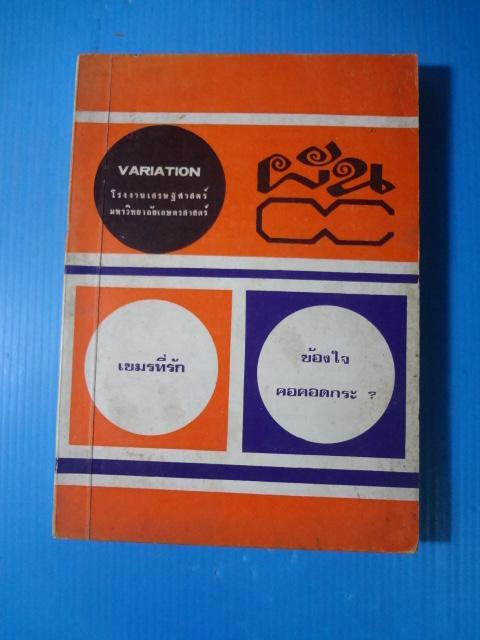 VARIATION
โรงงานเศรษฐศาสตร์
มหาวิทยาลัยเกษตรศาสตร์
เขมรที่รัก
ข้องใจ
คอคอดกระ ?